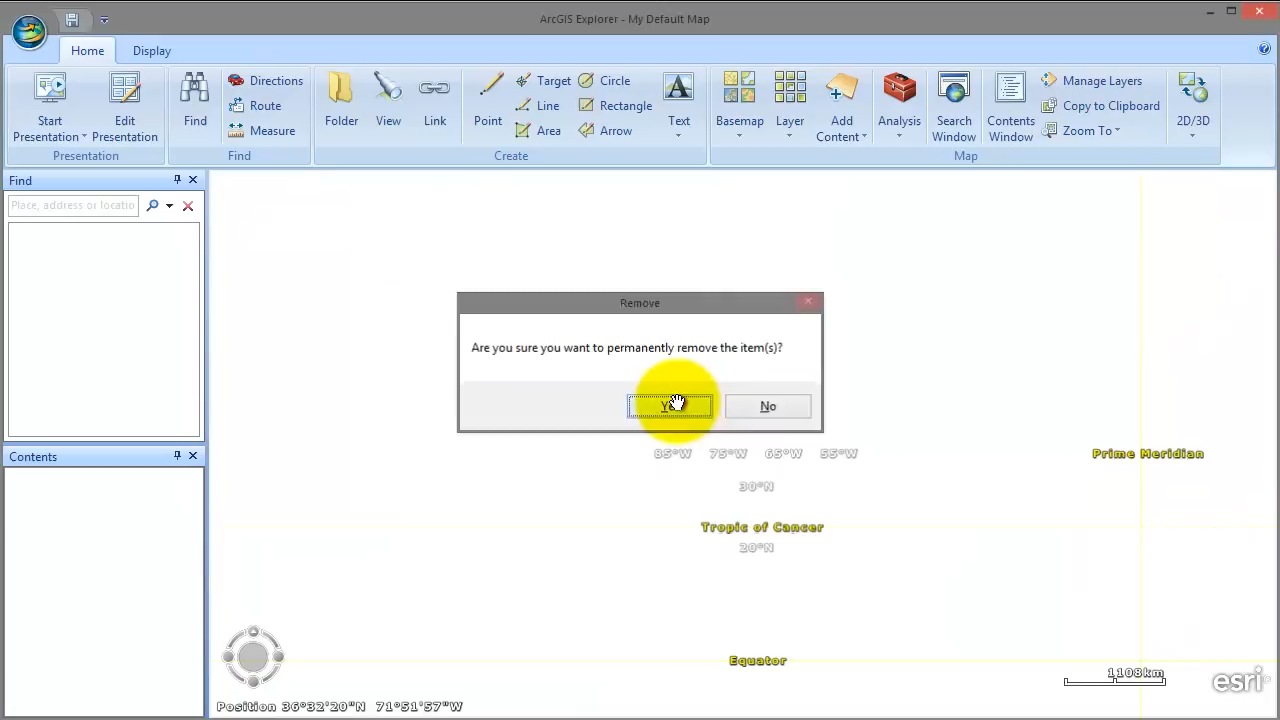 ArcGIS Explorer - My Default Map
Home
Display
Start
Presentation
Edit
Presentation
Presentation
Find
Directions
Route
Measure
Find
Folder
View
Link
Point
Target
Line
Area
Circle
Rectangle
Arrow
Text
Create
Basemap
Layer
Add
Content
Analysis
Search
Window
Contents
Window
Manage Layers
Copy to Clipboard
Zoom To
2D/3D
Map
Find
Place, address or locatio
Contents
Remove
Are you sure you want to permanently remove the item(s)?
No
85°W 75°W 65°W 55°W
Prime Meridian
30°N
Tropic of Cancer
20°N
Equator
1108km
esri
Position 36°32'20"N 71°51'57"W